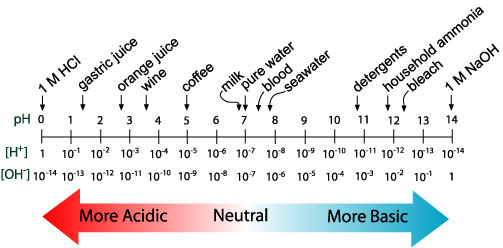 1 M HCl
gastric juice
orange juice
wine
coffee
milk
pure water
blood
seawater
detergents
household ammonia
bleach
1 M NaOH
pH 0 1 2 3 4 5 6 7 8 9 10 11 12 13 14
[H⁺] 1 10⁻¹ 10⁻² 10⁻³ 10⁻⁴ 10⁻⁵ 10⁻⁶ 10⁻⁷ 10⁻⁸ 10⁻⁹ 10⁻¹⁰ 10⁻¹¹ 10⁻¹² 10⁻¹³ 10⁻¹⁴
[OH⁻] 10⁻¹⁴ 10⁻¹³ 10⁻¹² 10⁻¹¹ 10⁻¹⁰ 10⁻⁹ 10⁻⁸ 10⁻⁷ 10⁻⁶ 10⁻⁵ 10⁻⁴ 10⁻³ 10⁻² 10⁻¹ 1
More Acidic Neutral More Basic